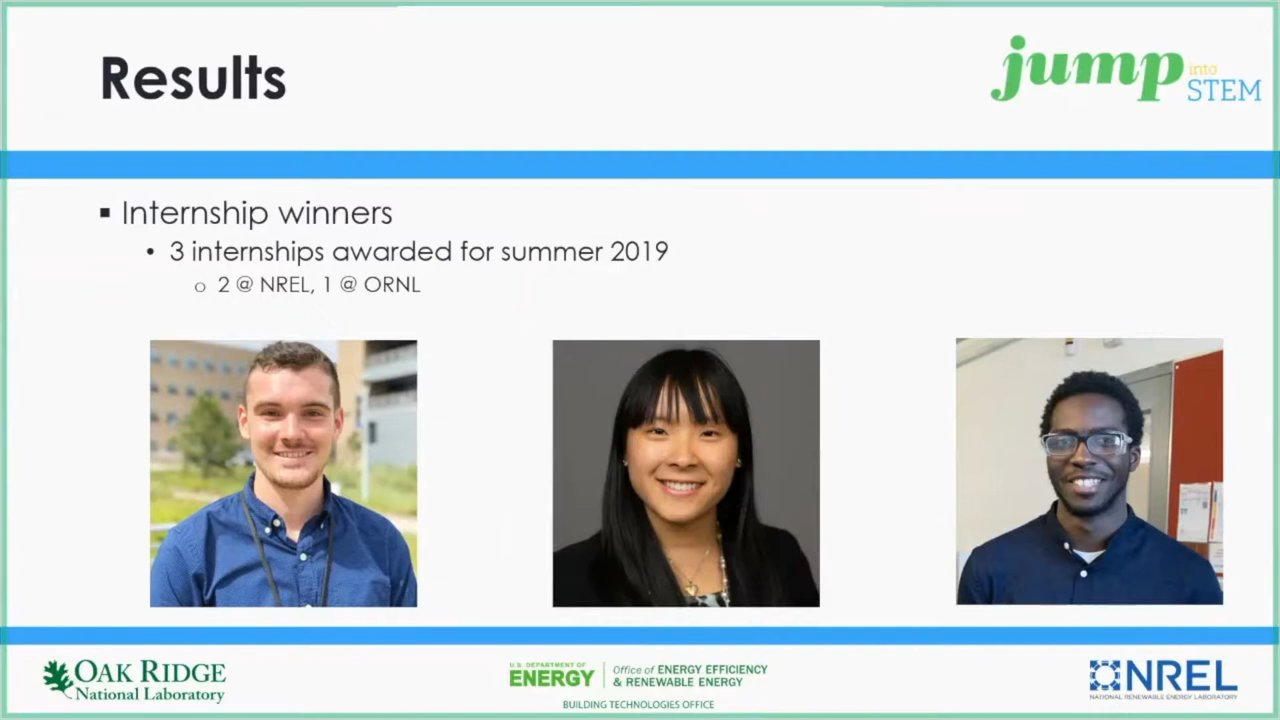 Results
jump into STEM
▪ Internship winners
• 3 internships awarded for summer 2019
o 2 @ NREL, 1 @ ORNL
OAK RIDGE
National Laboratory
U.S. DEPARTMENT OF
ENERGY
Office of ENERGY EFFICIENCY
& RENEWABLE ENERGY
BUILDING TECHNOLOGIES OFFICE
NREL
NATIONAL RENEWABLE ENERGY LABORATORY